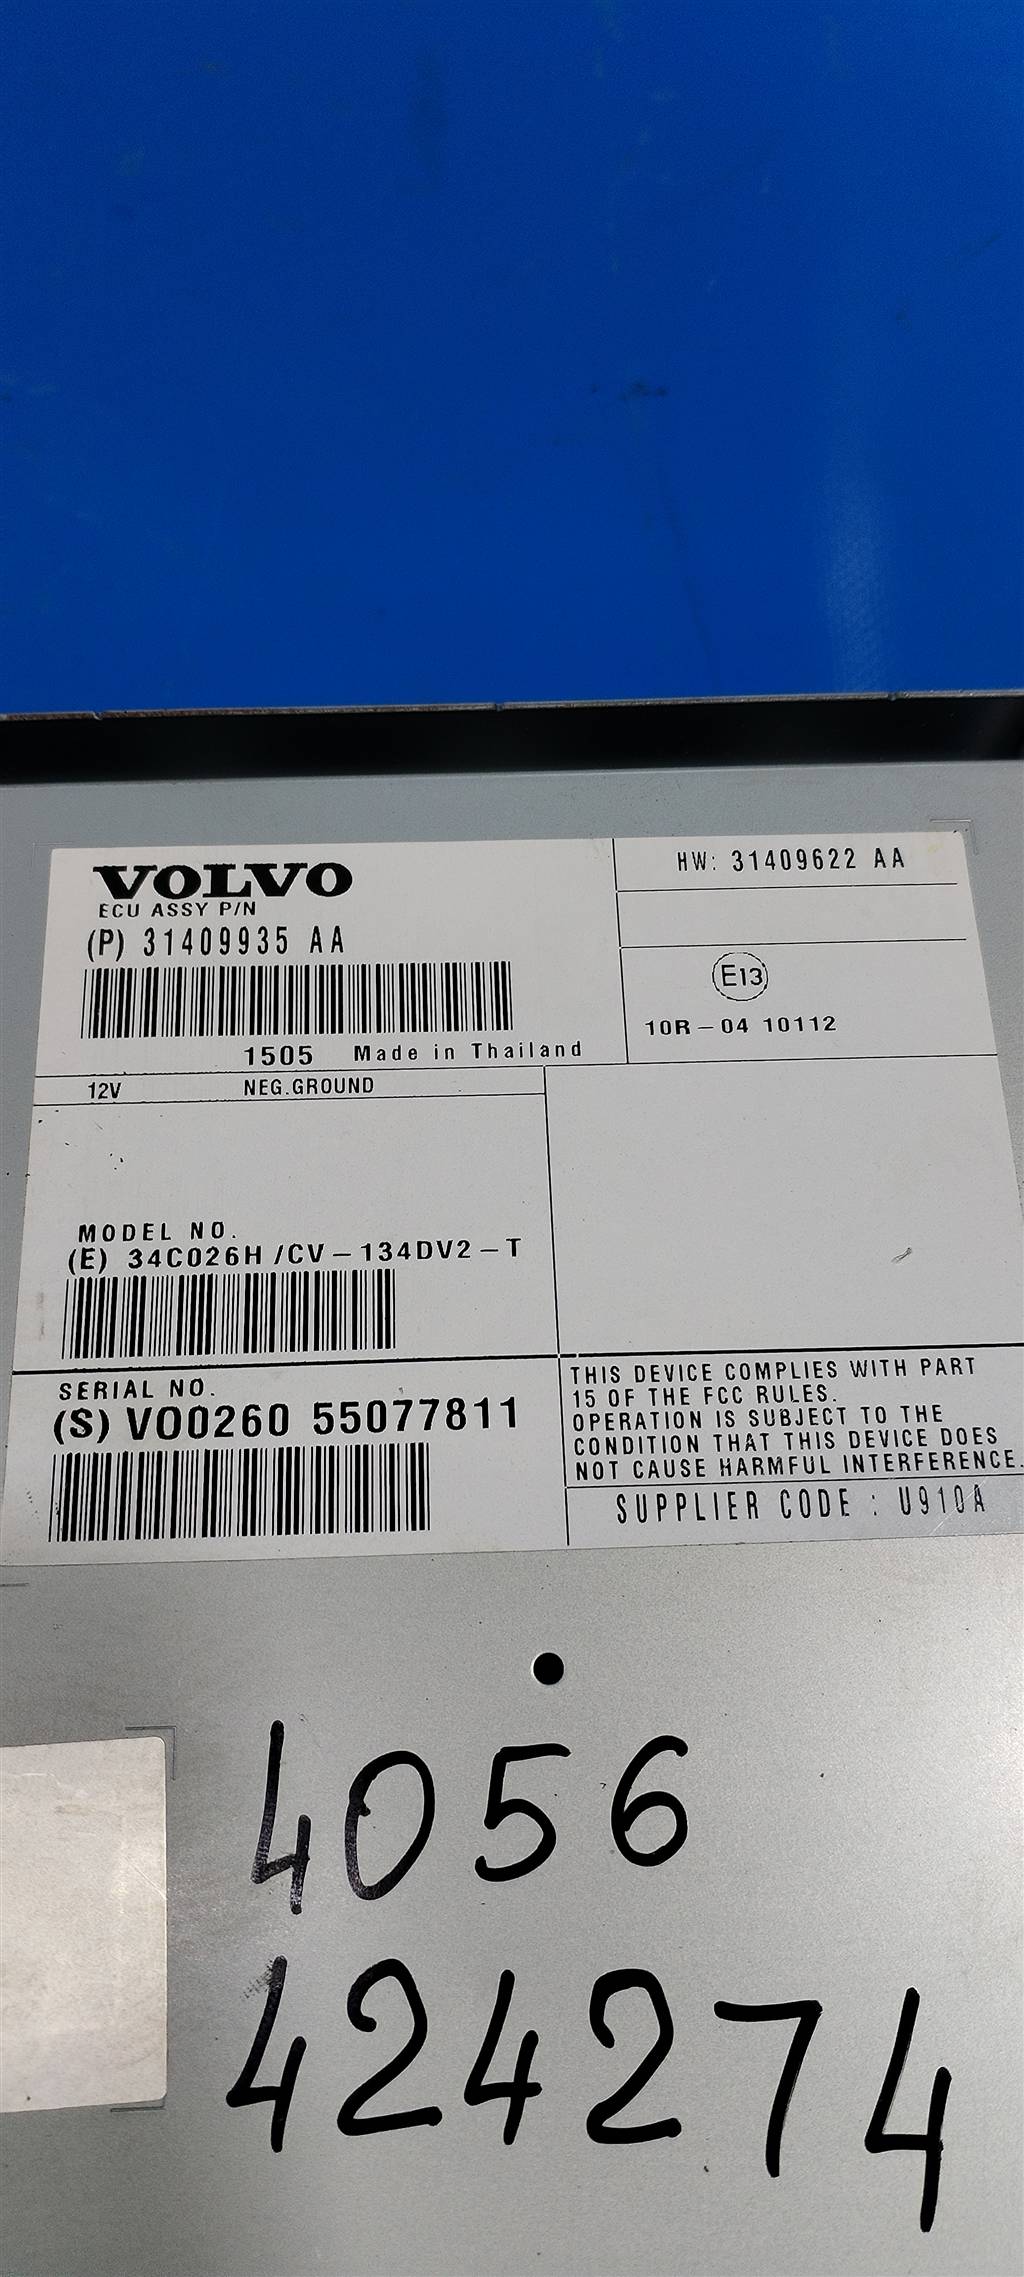 VOLVO
ECU ASSY P/N
(P) 31409935 AA
1505 Made in Thailand
HW: 31409622 AA
E13
10R-04 10112
12V NEG.GROUND
MODEL NO.
(E) 34C026H /CV-134DV2-T
SERIAL NO.
(S) VO0260 55077811
THIS DEVICE COMPLIES WITH PART
15 OF THE FCC RULES.
OPERATION IS SUBJECT TO THE
CONDITION THAT THIS DEVICE DOES
NOT CAUSE HARMFUL INTERFERENCE.
SUPPLIER CODE : U910A
4056
424274